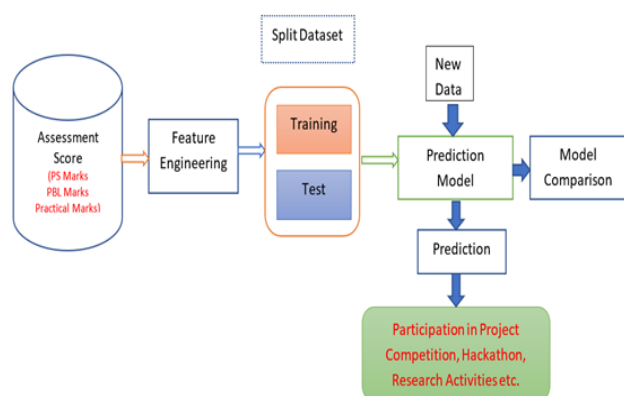 Split Dataset
New
Data
Assessment
Score
(PS Marks
PBL Marks
Practical Marks)
Feature
Engineering
Training
Test
Prediction
Model
Model
Comparison
Prediction
Participation in Project
Competition, Hackathon,
Research Activities etc.